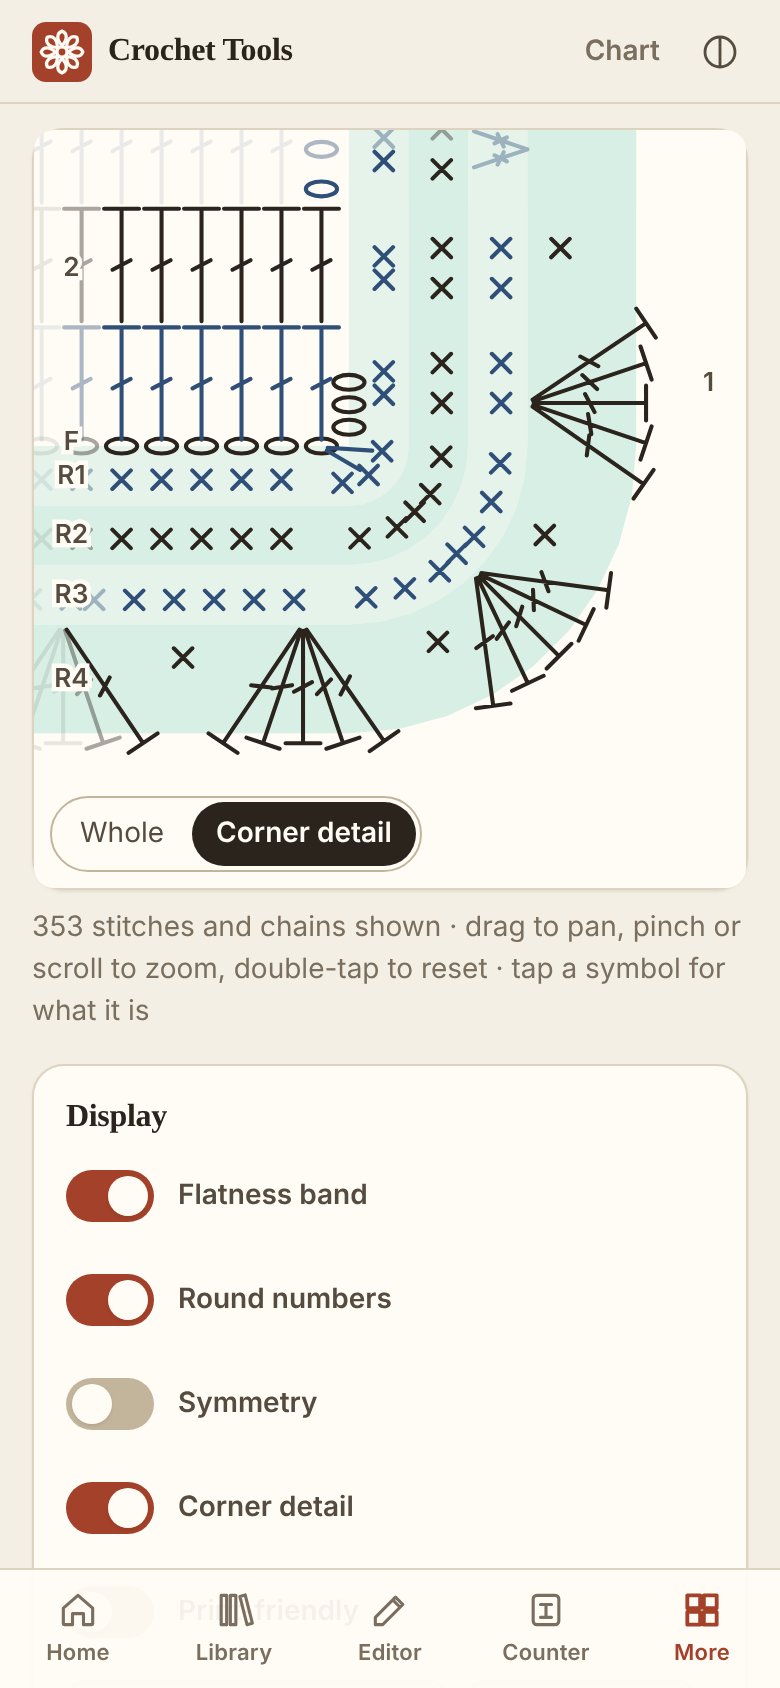 Crochet Tools
Chart
2
1
F
R1
R2
R3
R4
Whole
Corner detail
353 stitches and chains shown · drag to pan, pinch or
scroll to zoom, double-tap to reset · tap a symbol for
what it is
Display
Flatness band
Round numbers
Symmetry
Corner detail
Print friendly
Home
Library
Editor
Counter
More